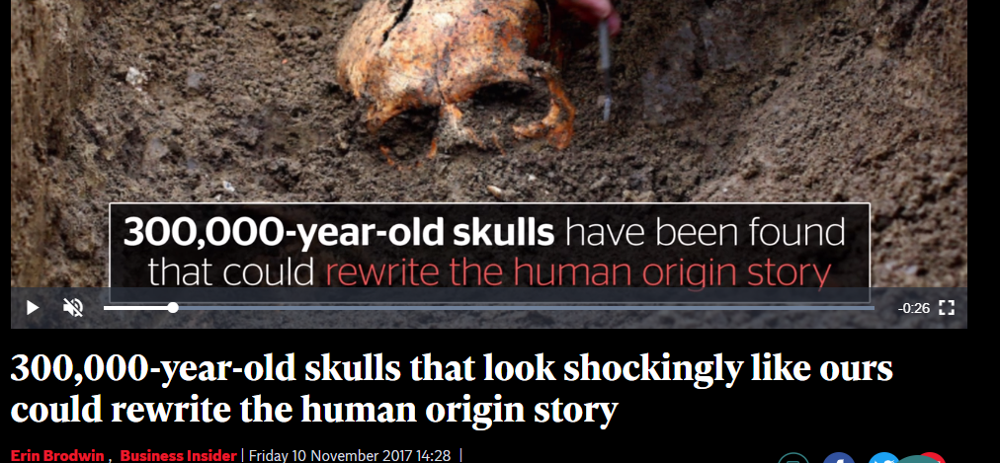 300,000-year-old skulls have been found
that could rewrite the human origin story
-0:26
300,000-year-old skulls that look shockingly like ours
could rewrite the human origin story
Erin Brodwin , Business Insider | Friday 10 November 2017 14:28 |